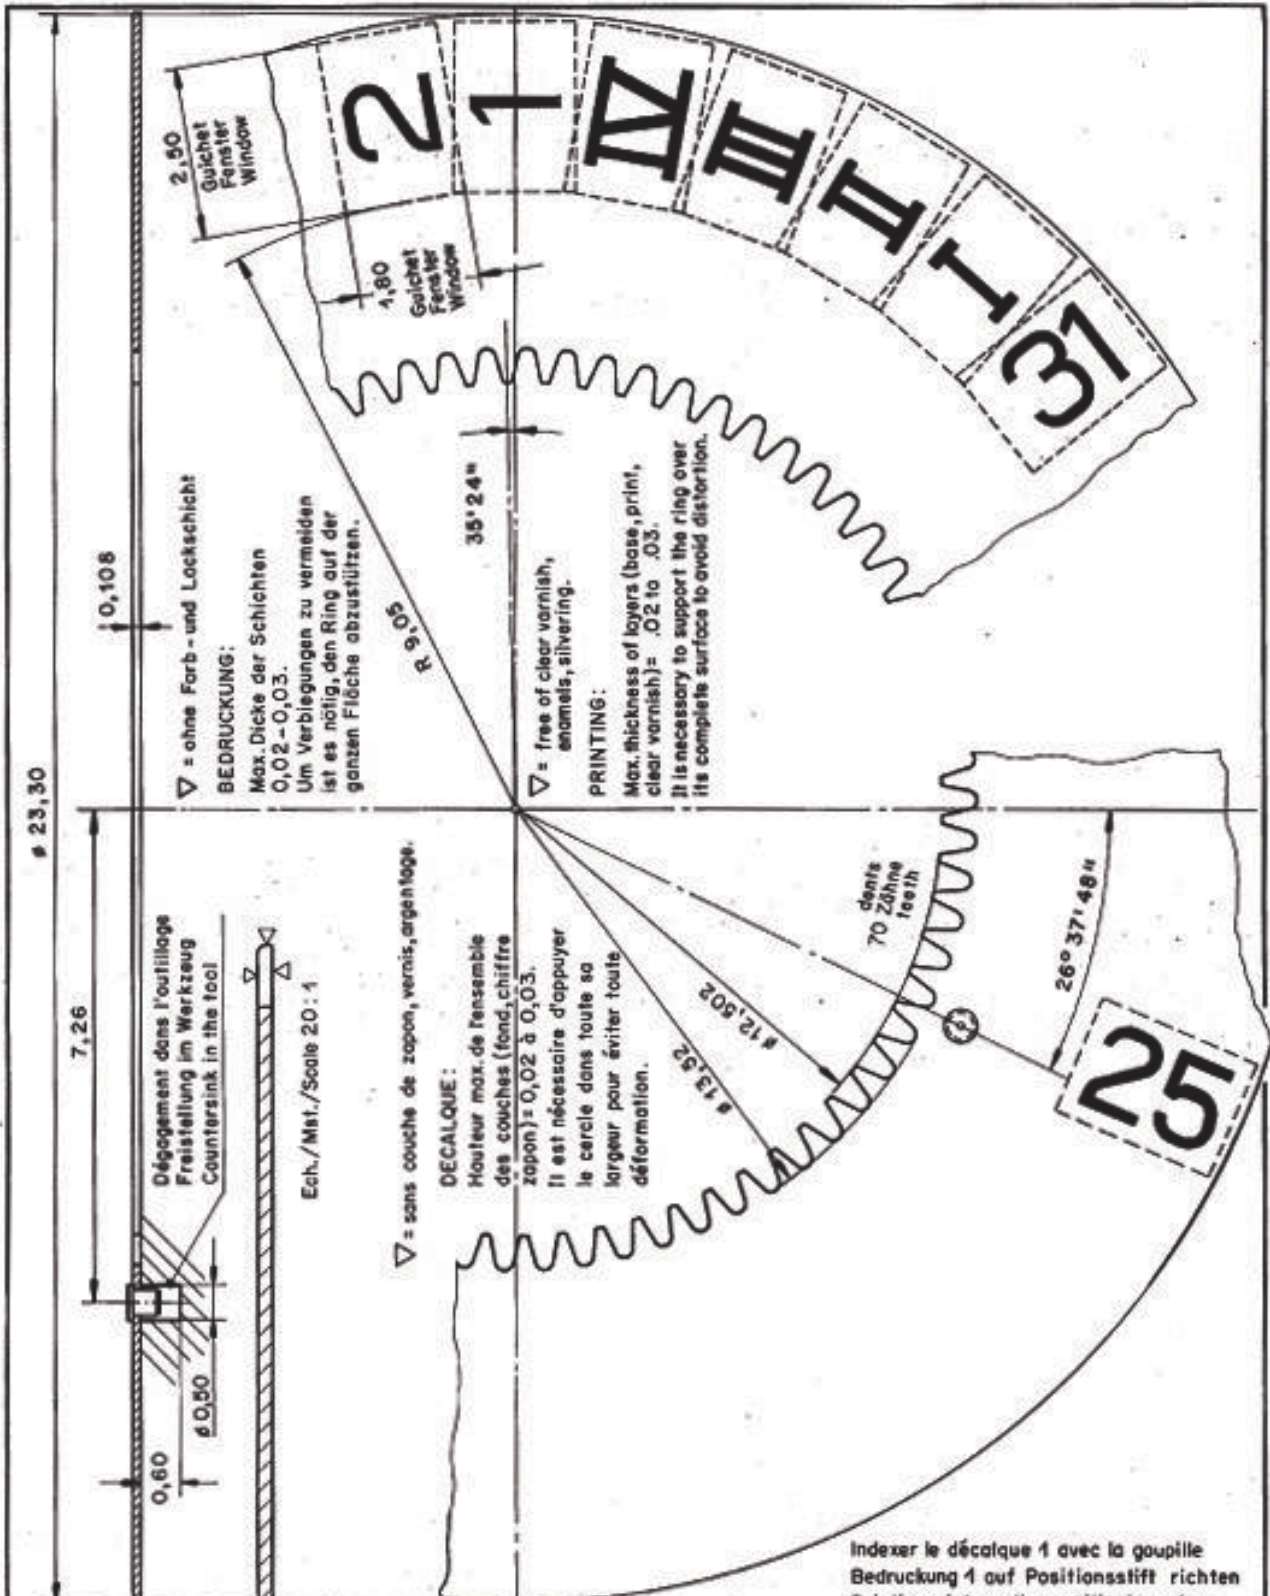 ø 23,30
7,26
0,108
Dégagement dans l'outillage
Freistellung im Werkzeug
Countersink in the tool
0,60
ø 0,50
Ech./Mst./Scale 20:1
▽ = ohne Farb- und Lackschicht
BEDRUCKUNG:
Max. Dicke der Schichten
0,02-0,03.
Um Verbiegungen zu vermeiden
ist es nötig, den Ring auf der
ganzen Fläche abzustützen.
▽ = sans couche de zapon, vernis, argentage.
DECALQUE:
Hauteur max. de l'ensemble
des couches (fond, chiffre
zapon) = 0,02 à 0,03.
Il est nécessaire d'appuyer
le cercle dans toute sa
largeur pour éviter toute
déformation.
▽ = free of clear varnish,
enamels, silvering.
PRINTING:
Max. thickness of layers (base, print,
clear varnish) = .02 to .03.
It is necessary to support the ring over
its complete surface to avoid distortion.
2,50
Guichet
Fenster
Window
1,80
Guichet
Fenster
Window
R 9,05
35'24"
2
1
IV
III
II
I
31
ø 13,52
ø 12,502
dents
70 Zähne
teeth
26° 37' 48"
25
Indexer le décalque 1 avec la goupille
Bedruckung 1 auf Positionsstift richten